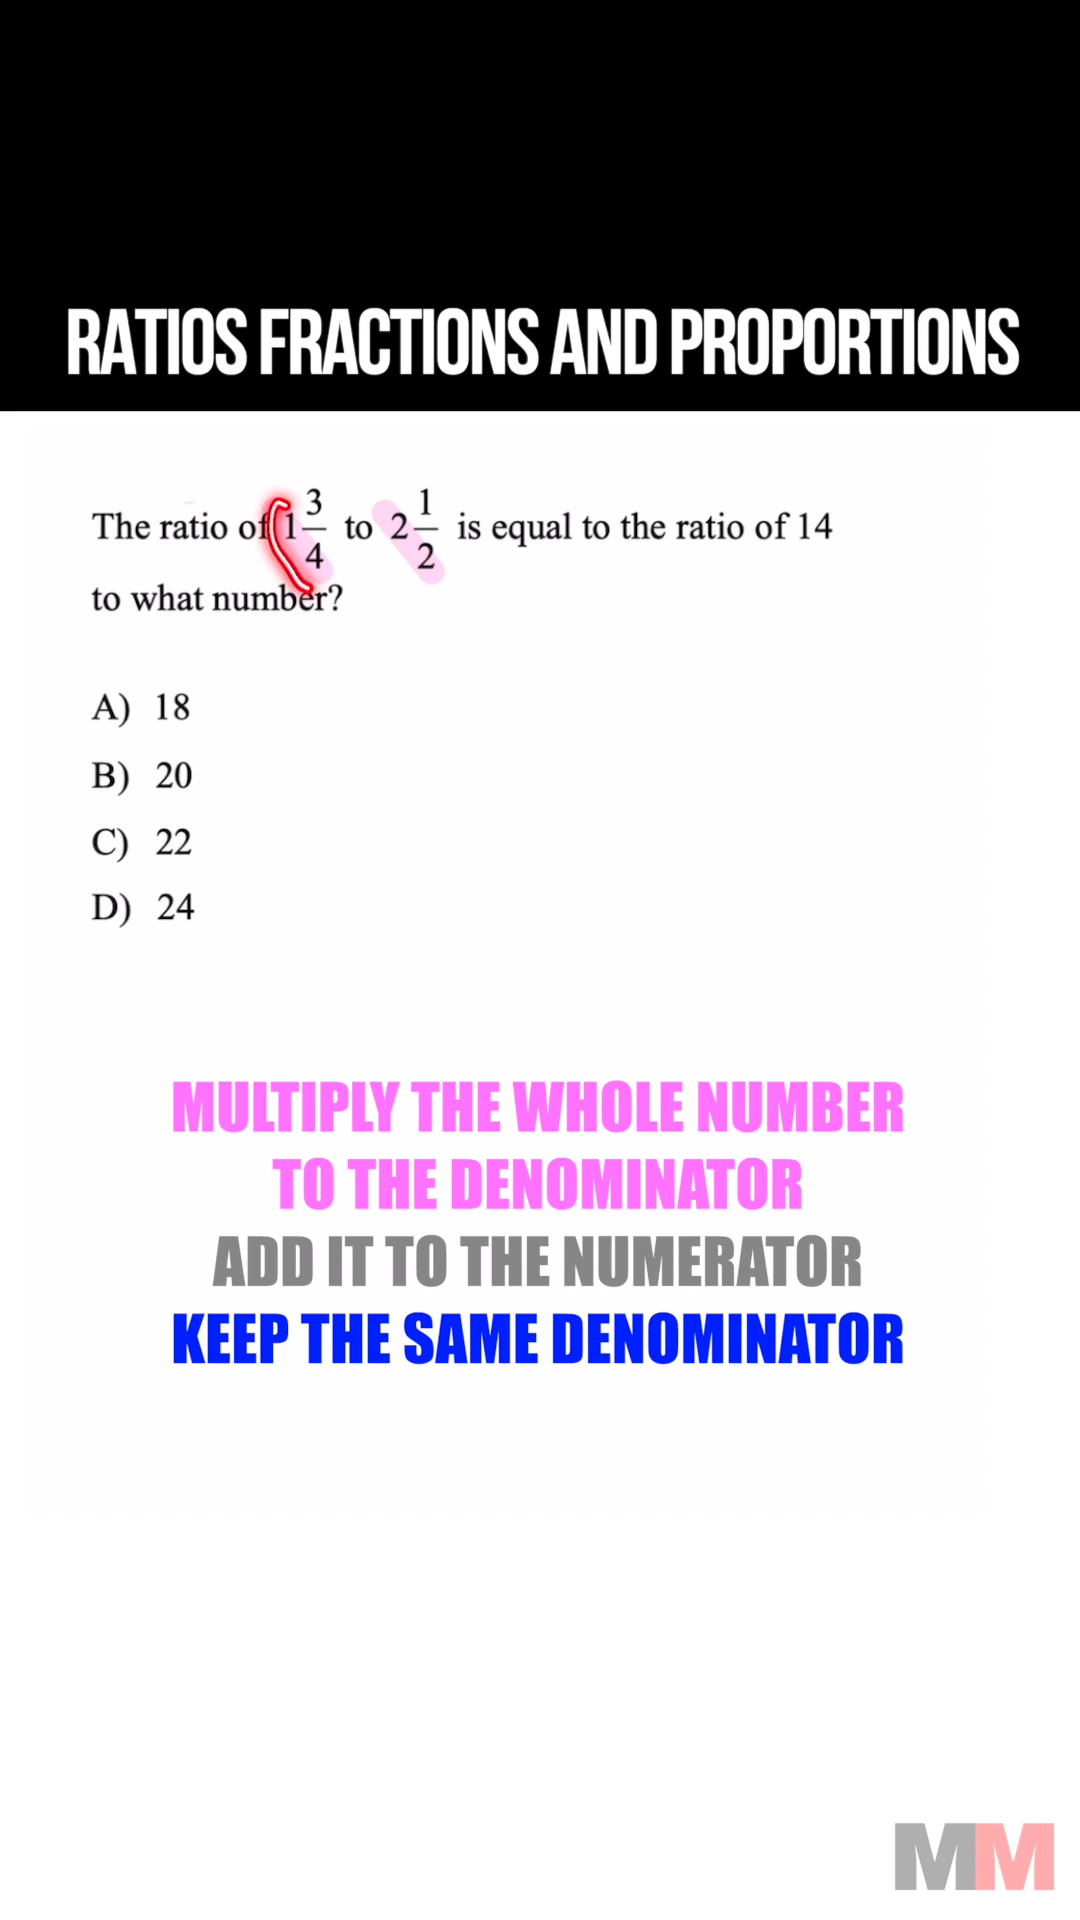 RATIOS FRACTIONS AND PROPORTIONS
The ratio of 1 3/4 to 2 1/2 is equal to the ratio of 14
to what number?
A) 18
B) 20
C) 22
D) 24
MULTIPLY THE WHOLE NUMBER
TO THE DENOMINATOR
ADD IT TO THE NUMERATOR
KEEP THE SAME DENOMINATOR
MM